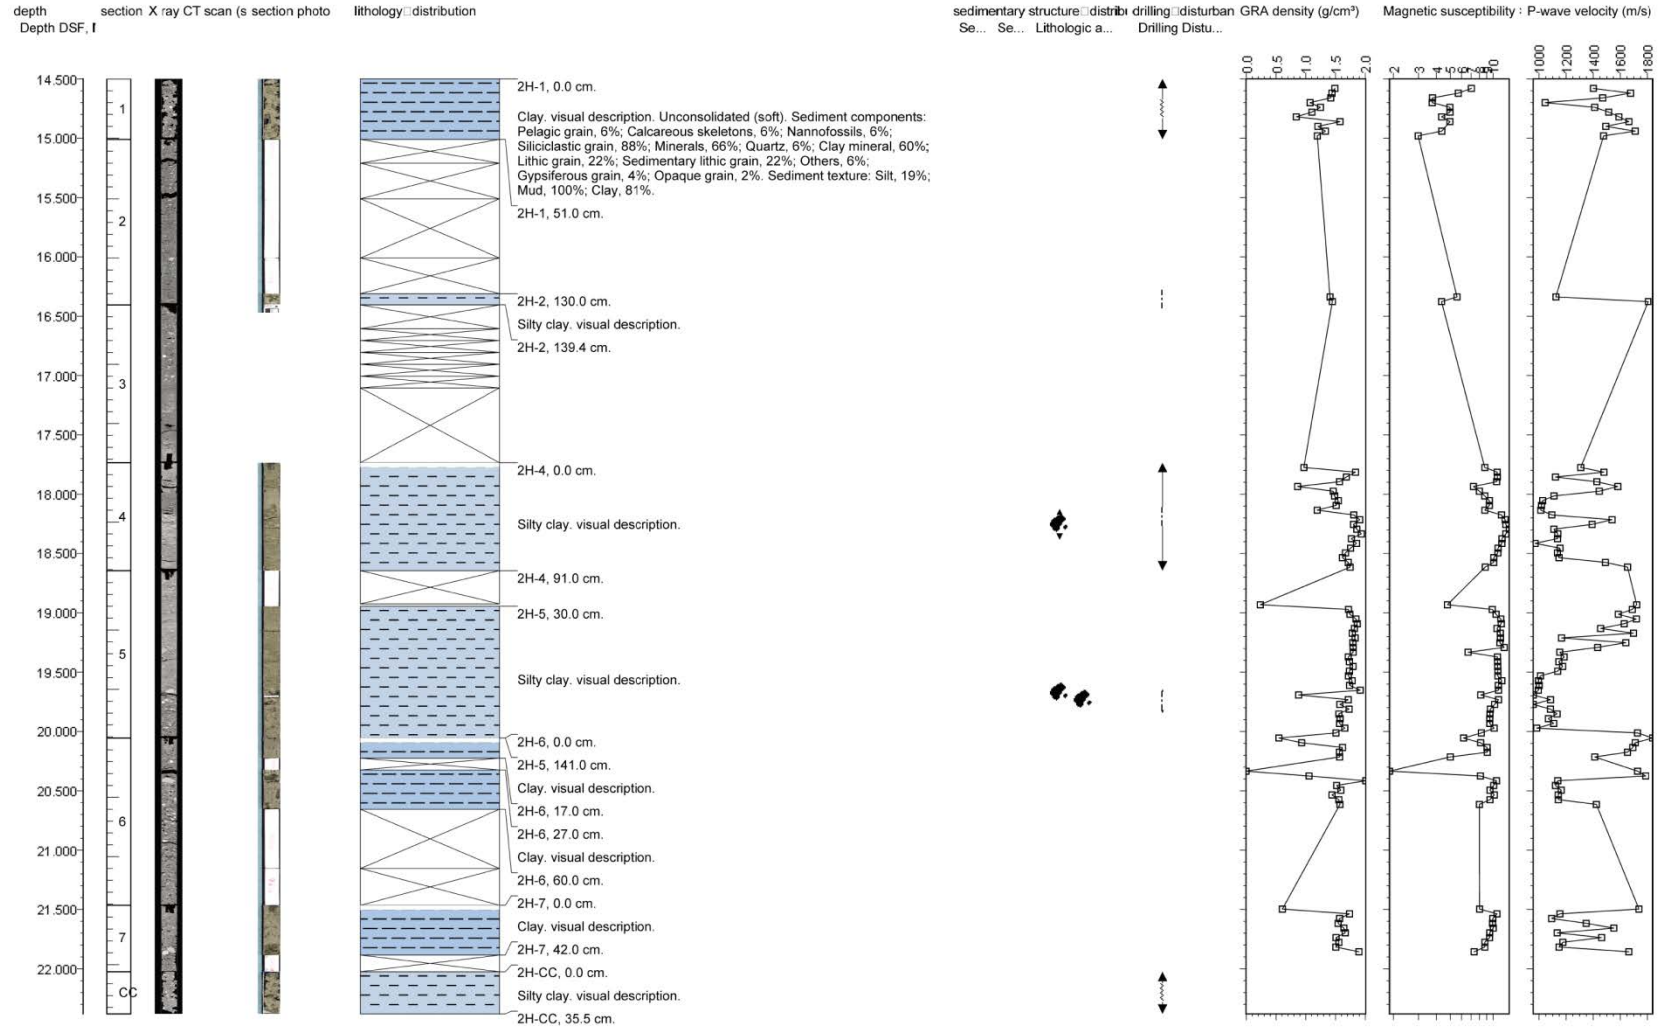 depth section X ray CT scan (s section photo lithology□distribution sedimentary structure□distribu drilling□disturban GRA density (g/cm³) Magnetic susceptibility : P-wave velocity (m/s)
Depth DSF, Se... Se... Lithologic a... Drilling Distu...
0.0 0.5 1.0 1.5 2.0 2 3 4 5 6 7 8 9 10 1000 1200 1400 1600 1800
14.500
15.000
15.500
16.000
16.500
17.000
17.500
18.000
18.500
19.000
19.500
20.000
20.500
21.000
21.500
22.000
1
2
3
4
5
6
7
CC
2H-1, 0.0 cm.
Clay. visual description. Unconsolidated (soft). Sediment components:
Pelagic grain, 6%; Calcareous skeletons, 6%; Nannofossils, 6%;
Siliciclastic grain, 88%; Minerals, 66%; Quartz, 6%; Clay mineral, 60%;
Lithic grain, 22%; Sedimentary lithic grain, 22%; Others, 6%;
Gypsiferous grain, 4%; Opaque grain, 2%. Sediment texture: Silt, 19%;
Mud, 100%; Clay, 81%.
2H-1, 51.0 cm.
2H-2, 130.0 cm.
Silty clay. visual description.
2H-2, 139.4 cm.
2H-4, 0.0 cm.
Silty clay. visual description.
2H-4, 91.0 cm.
2H-5, 30.0 cm.
Silty clay. visual description.
2H-6, 0.0 cm.
2H-5, 141.0 cm.
Clay. visual description.
2H-6, 17.0 cm.
2H-6, 27.0 cm.
Clay. visual description.
2H-6, 60.0 cm.
2H-7, 0.0 cm.
Clay. visual description.
2H-7, 42.0 cm.
2H-CC, 0.0 cm.
Silty clay. visual description.
2H-CC, 35.5 cm.